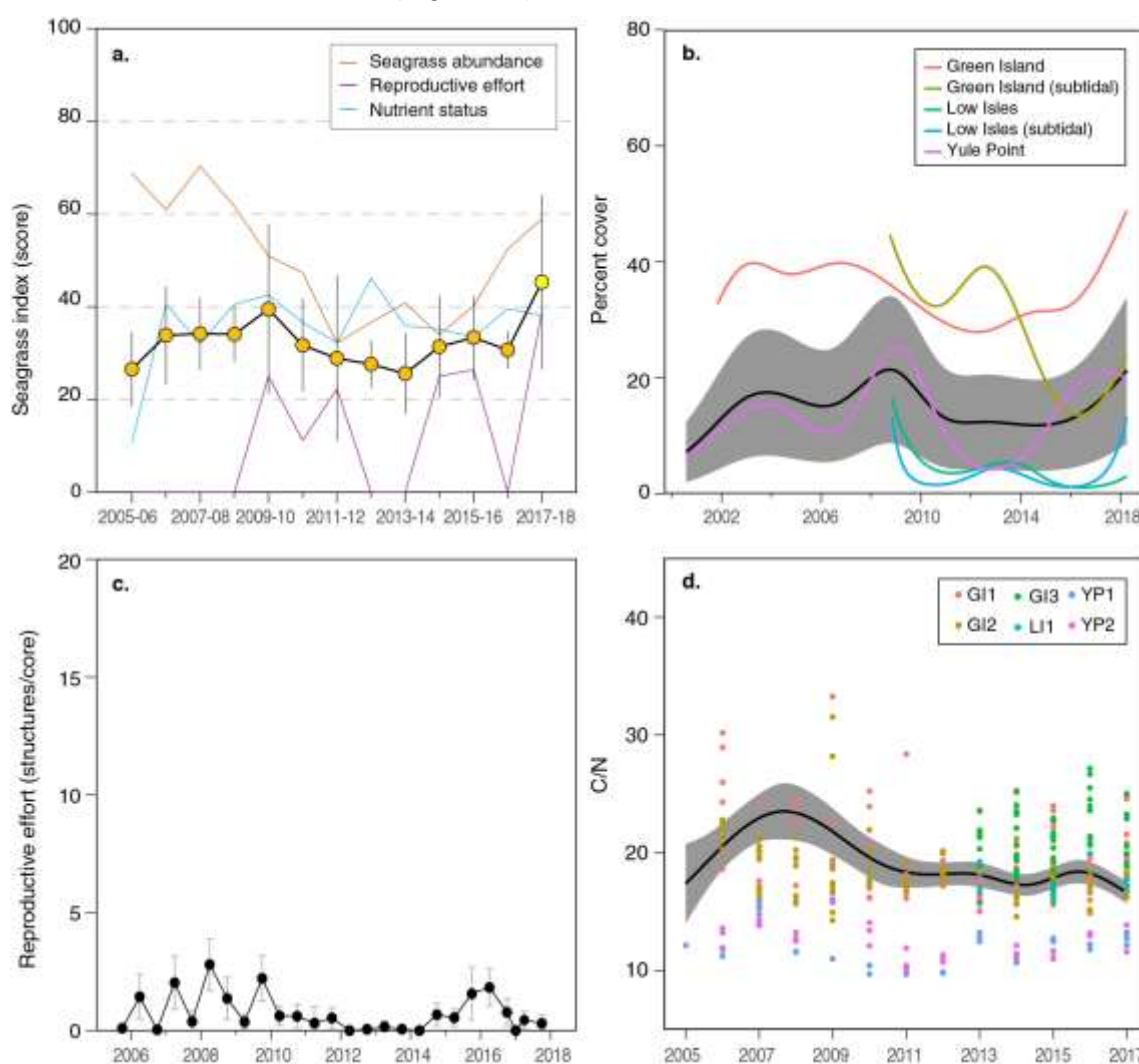 a.
Seagrass abundance
Reproductive effort
Nutrient status
Seagrass index (score)
100
80
60
40
20
0
2005-06 2007-08 2009-10 2011-12 2013-14 2015-16 2017-18
b.
Green Island
Green Island (subtidal)
Low Isles
Low Isles (subtidal)
Yule Point
Percent cover
80
60
40
20
0
2002 2006 2010 2014 2018
c.
Reproductive effort (structures/core)
20
15
10
5
0
2006 2008 2010 2012 2014 2016 2018
d.
GI1 GI3 YP1
GI2 LI1 YP2
C/N
40
30
20
10
2005 2007 2009 2011 2013 2015